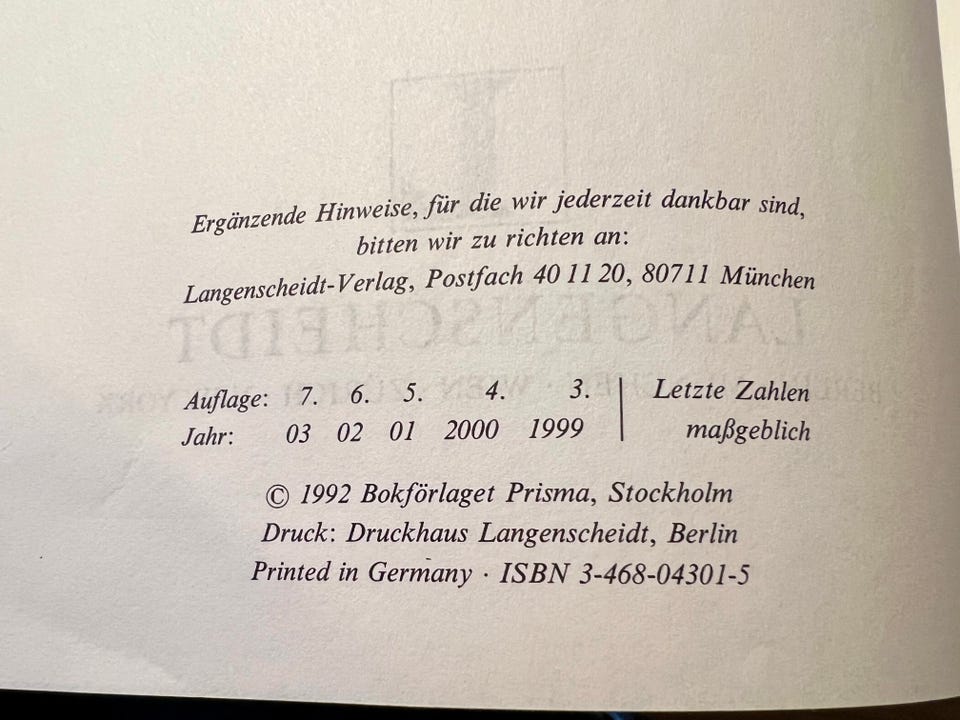 Ergänzende Hinweise, für die wir jederzeit dankbar sind,
bitten wir zu richten an:
Langenscheidt-Verlag, Postfach 40 11 20, 80711 München
LANGENSCHEIDT
Auflage: 7. 6. 5. 4. 3. Letzte Zahlen
Jahr: 03 02 01 2000 1999 maßgeblich
© 1992 Bokförlaget Prisma, Stockholm
Druck: Druckhaus Langenscheidt, Berlin
Printed in Germany · ISBN 3-468-04301-5